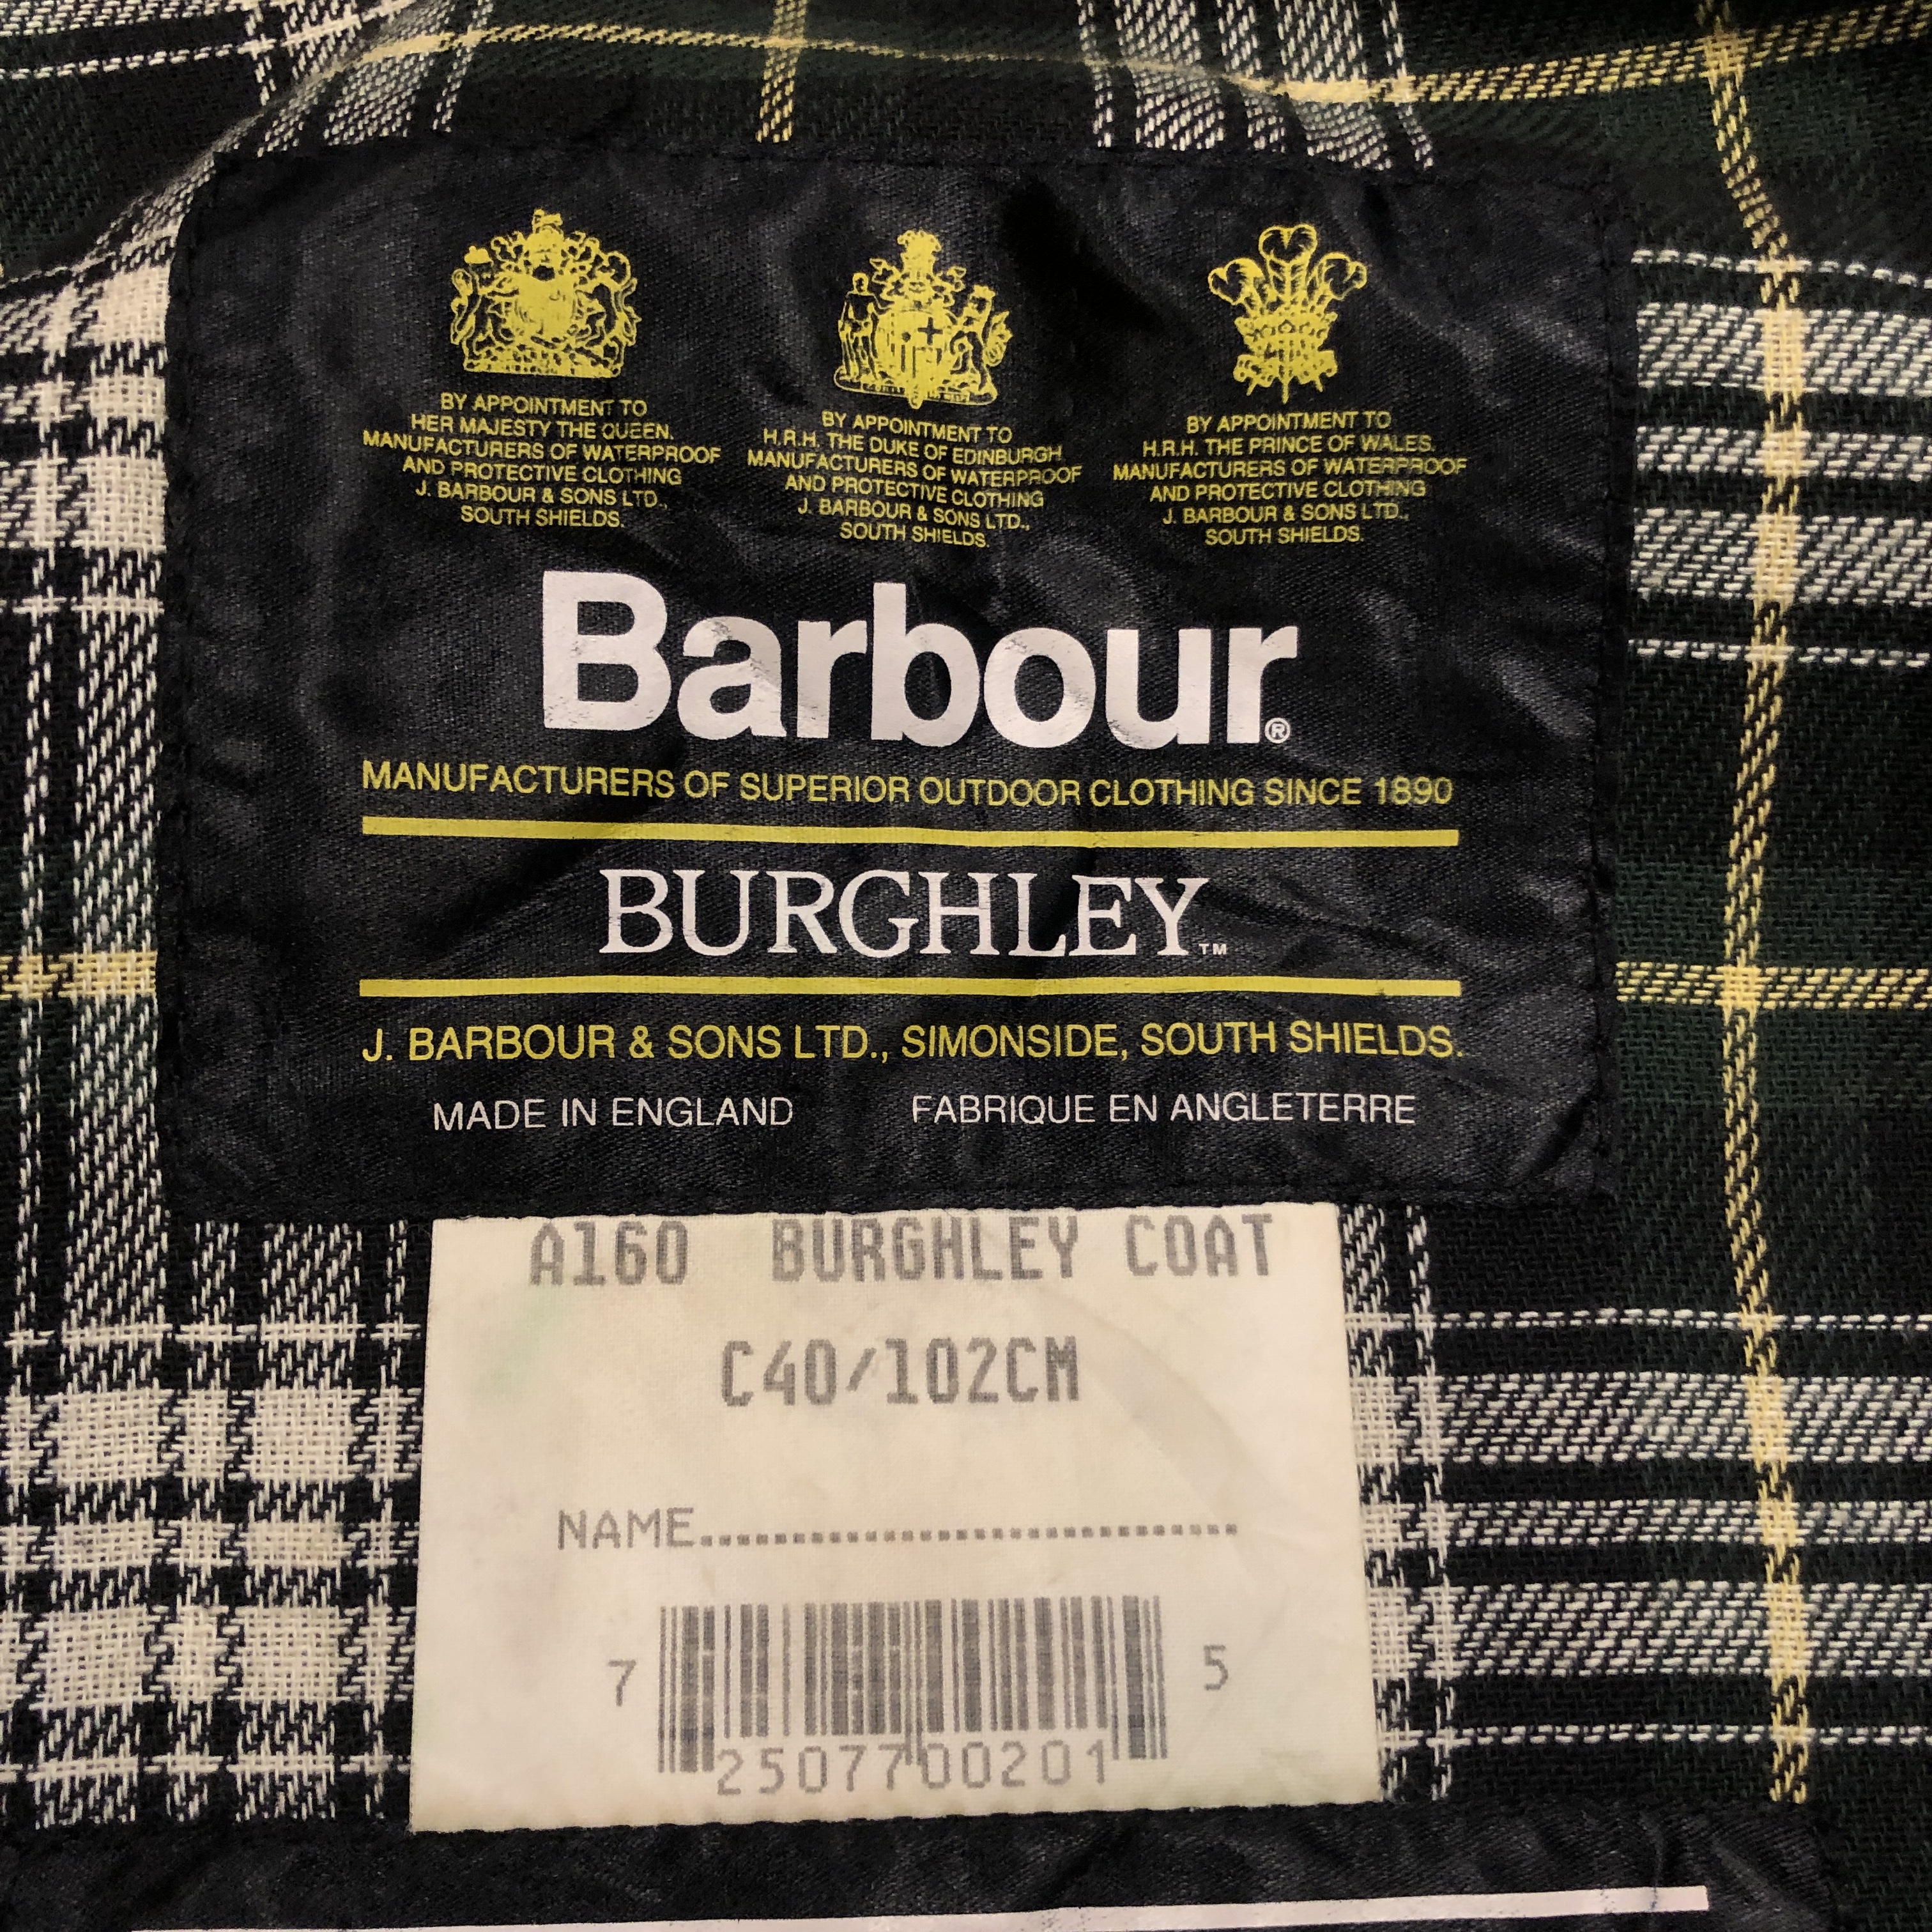 BY APPOINTMENT TO
HER MAJESTY THE QUEEN.
MANUFACTURERS OF WATERPROOF
AND PROTECTIVE CLOTHING
J. BARBOUR & SONS LTD.,
SOUTH SHIELDS.
BY APPOINTMENT TO
H.R.H. THE DUKE OF EDINBURGH
MANUFACTURERS OF WATERPROOF
AND PROTECTIVE CLOTHING
J. BARBOUR & SONS LTD.,
SOUTH SHIELDS.
BY APPOINTMENT TO
H.R.H. THE PRINCE OF WALES.
MANUFACTURERS OF WATERPROOF
AND PROTECTIVE CLOTHING
J. BARBOUR & SONS LTD.,
SOUTH SHIELDS.
Barbour®
MANUFACTURERS OF SUPERIOR OUTDOOR CLOTHING SINCE 1890
BURGHLEY™
J. BARBOUR & SONS LTD., SIMONSIDE, SOUTH SHIELDS.
MADE IN ENGLAND FABRIQUE EN ANGLETERRE
A160 BURGHLEY COAT
C40/102CM
NAME.................................
7 25077 00201 5